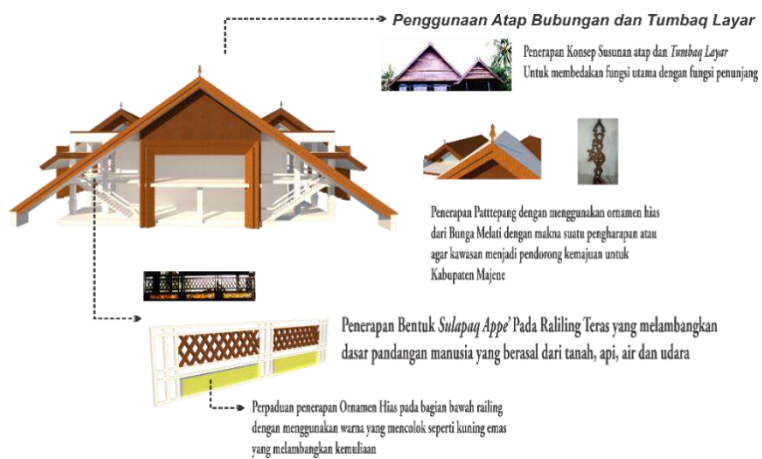 Penggunaan Atap Bubungan dan Tumbaq Layar
Penerapan Konsep Susunan atap dan Tumbaq Layar
Untuk membedakan fungsi utama dengan fungsi penunjang
Penerapan Patttepang dengan menggunakan ornamen hias
dari Bunga Melati dengan makna suatu pengharapan atau
agar kawasan menjadi pendorong kemajuan untuk
Kabupaten Majene
Penerapan Bentuk Sulapaq Appe’ Pada Raliling Teras yang melambangkan
dasar pandangan manusia yang berasal dari tanah, api, air dan udara
Perpaduan penerapan Ornamen Hias pada bagian bawah railing
dengan menggunakan warna yang mencolok seperti kuning emas
yang melambangkan kemuliaan